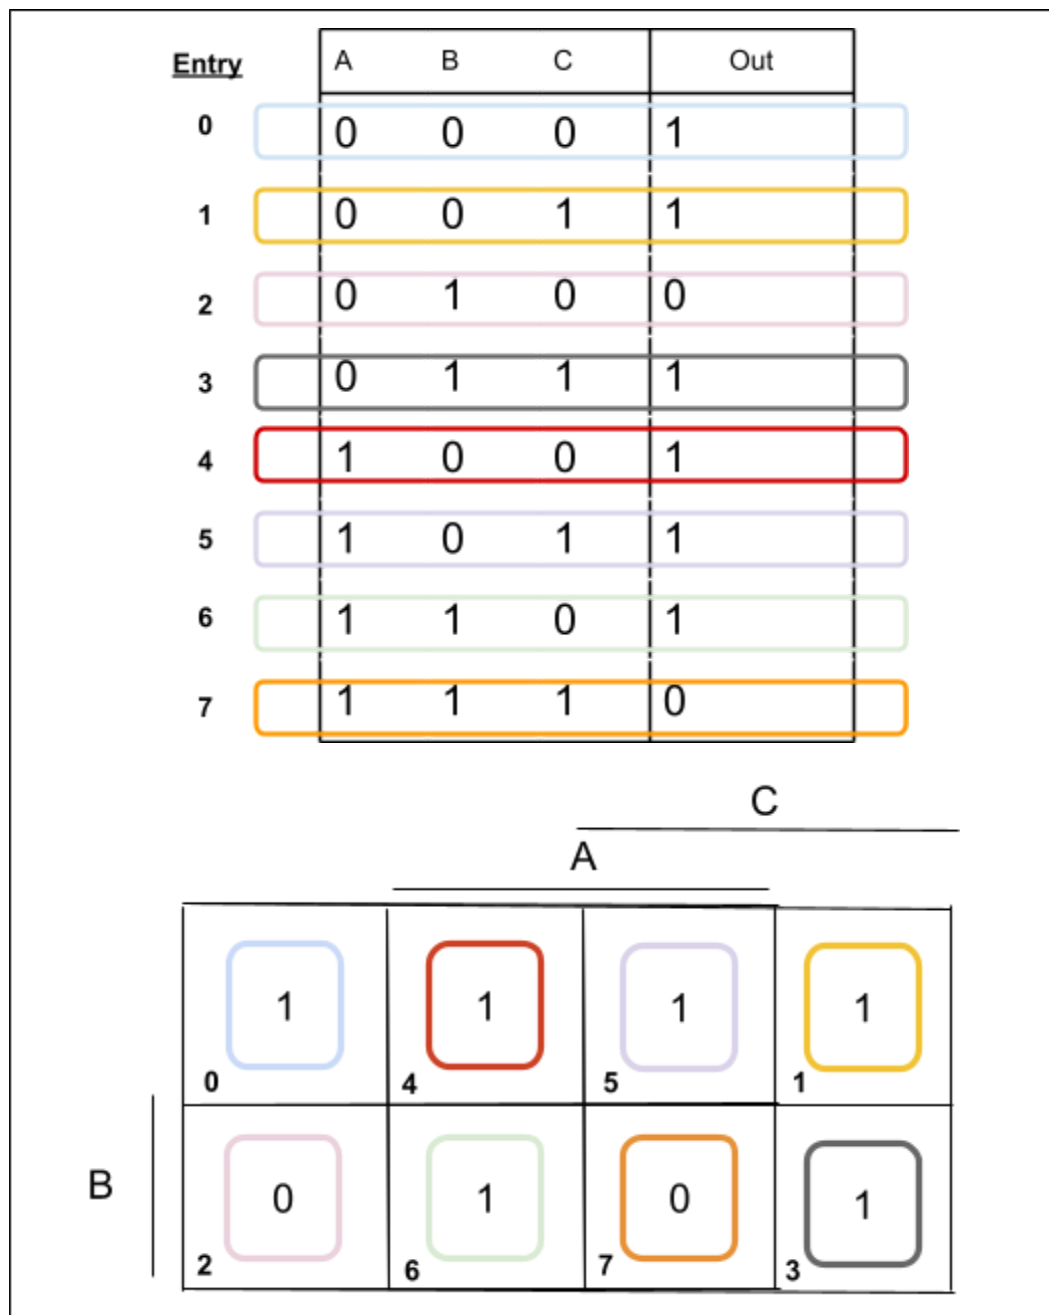 Entry A B C Out
0 0 0 0 1
1 0 0 1 1
2 0 1 0 0
3 0 1 1 1
4 1 0 0 1
5 1 0 1 1
6 1 1 0 1
7 1 1 1 0
C
A
1 1 1 1
0 4 5 1
B
0 1 0 1
2 6 7 3